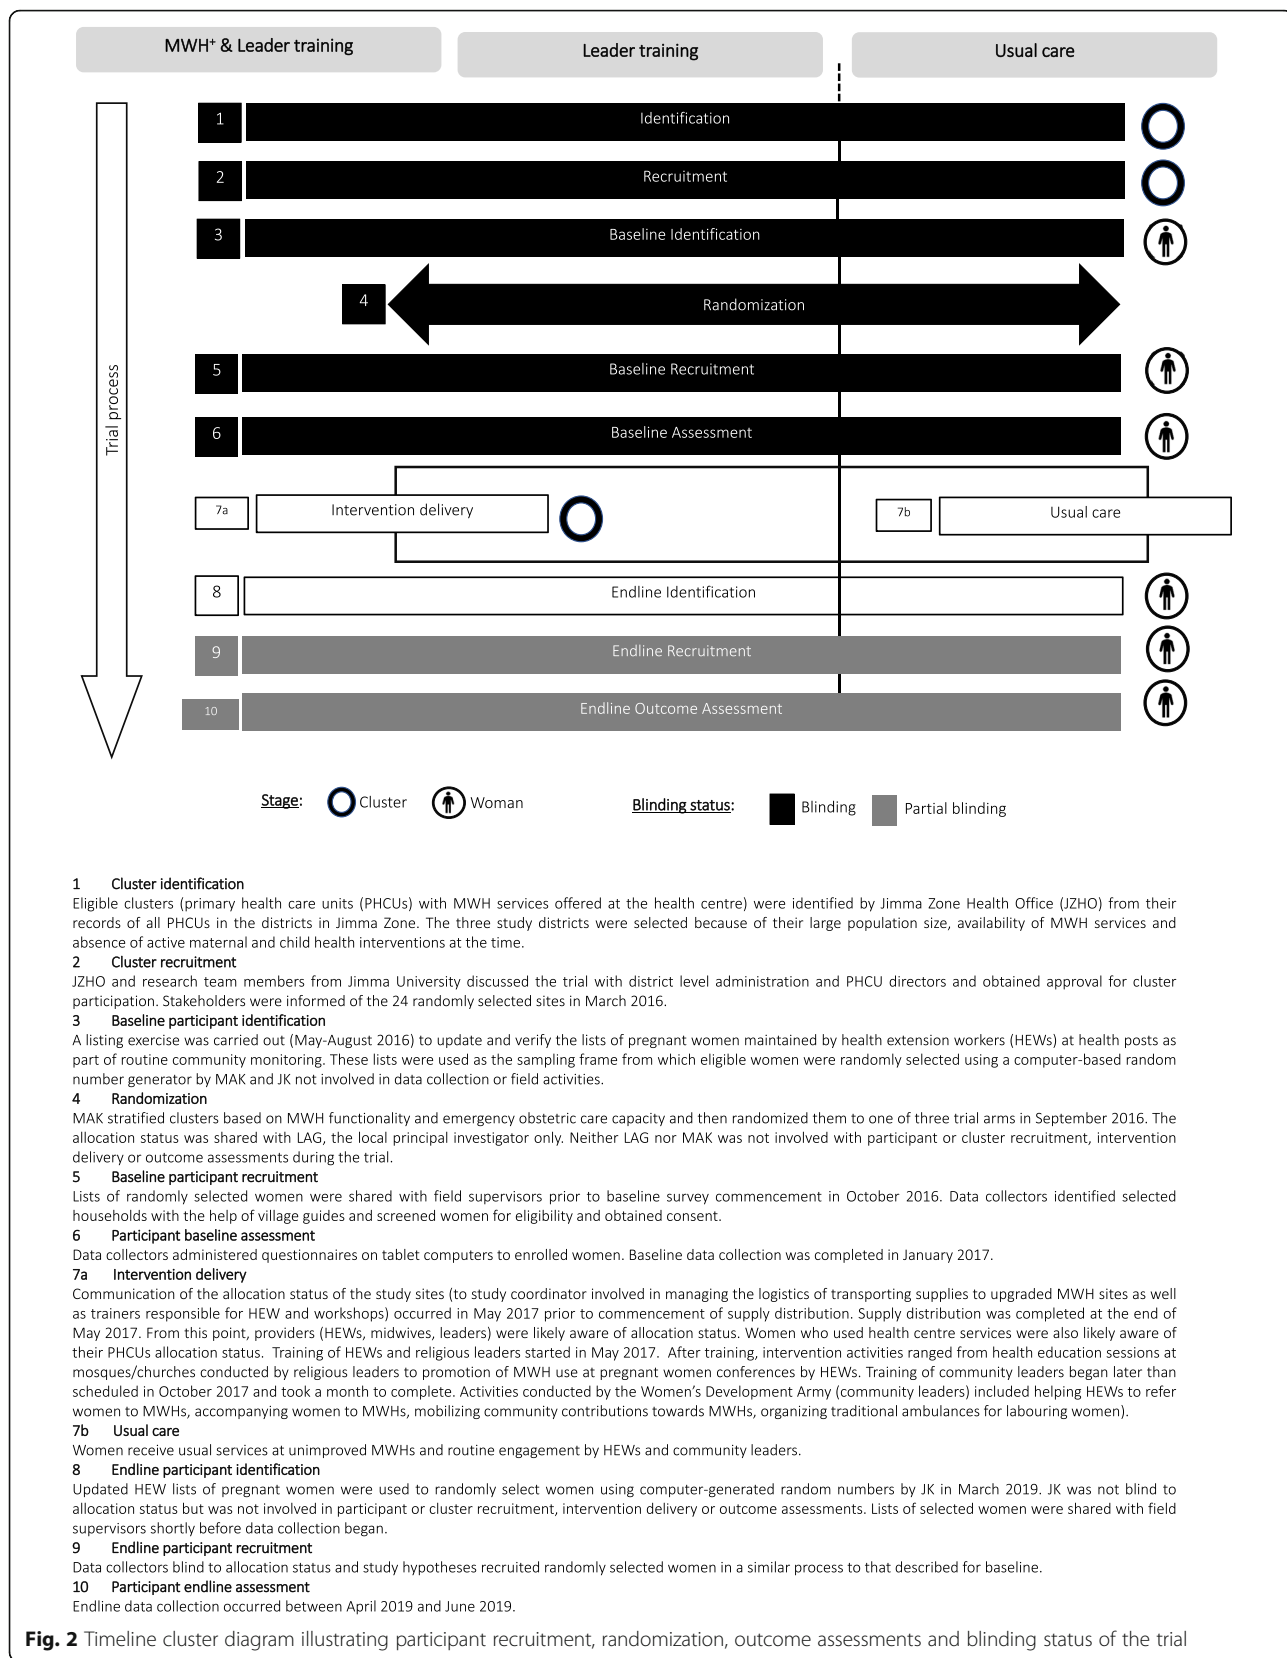 MWH+ & Leader training
Leader training
Usual care
1
Identification
2
Recruitment
3
Baseline Identification
4
Randomization
5
Baseline Recruitment
6
Baseline Assessment
7a
Intervention delivery
7b
Usual care
8
Endline Identification
9
Endline Recruitment
10
Endline Outcome Assessment
Trial process
Stage:
Cluster
Woman
Blinding status:
Blinding
Partial blinding
1 Cluster identification
Eligible clusters (primary health care units (PHCUs) with MWH services offered at the health centre) were identified by Jimma Zone Health Office (JZHO) from their
records of all PHCUs in the districts in Jimma Zone. The three study districts were selected because of their large population size, availability of MWH services and
absence of active maternal and child health interventions at the time.
2 Cluster recruitment
JZHO and research team members from Jimma University discussed the trial with district level administration and PHCU directors and obtained approval for cluster
participation. Stakeholders were informed of the 24 randomly selected sites in March 2016.
3 Baseline participant identification
A listing exercise was carried out (May-August 2016) to update and verify the lists of pregnant women maintained by health extension workers (HEWs) at health posts as
part of routine community monitoring. These lists were used as the sampling frame from which eligible women were randomly selected using a computer-based random
number generator by MAK and JK not involved in data collection or field activities.
4 Randomization
MAK stratified clusters based on MWH functionality and emergency obstetric care capacity and then randomized them to one of three trial arms in September 2016. The
allocation status was shared with LAG, the local principal investigator only. Neither LAG nor MAK was not involved with participant or cluster recruitment, intervention
delivery or outcome assessments during the trial.
5 Baseline participant recruitment
Lists of randomly selected women were shared with field supervisors prior to baseline survey commencement in October 2016. Data collectors identified selected
households with the help of village guides and screened women for eligibility and obtained consent.
6 Participant baseline assessment
Data collectors administered questionnaires on tablet computers to enrolled women. Baseline data collection was completed in January 2017.
7a Intervention delivery
Communication of the allocation status of the study sites (to study coordinator involved in managing the logistics of transporting supplies to upgraded MWH sites as well
as trainers responsible for HEW and workshops) occurred in May 2017 prior to commencement of supply distribution. Supply distribution was completed at the end of
May 2017. From this point, providers (HEWs, midwives, leaders) were likely aware of allocation status. Women who used health centre services were also likely aware of
their PHCUs allocation status. Training of HEWs and religious leaders started in May 2017. After training, intervention activities ranged from health education sessions at
mosques/churches conducted by religious leaders to promotion of MWH use at pregnant women conferences by HEWs. Training of community leaders began later than
scheduled in October 2017 and took a month to complete. Activities conducted by the Women's Development Army (community leaders) included helping HEWs to refer
women to MWHs, accompanying women to MWHs, mobilizing community contributions towards MWHs, organizing traditional ambulances for labouring women).
7b Usual care
Women receive usual services at unimproved MWHs and routine engagement by HEWs and community leaders.
8 Endline participant identification
Updated HEW lists of pregnant women were used to randomly select women using computer-generated random numbers by JK in March 2019. JK was not blind to
allocation status but was not involved in participant or cluster recruitment, intervention delivery or outcome assessments. Lists of selected women were shared with field
supervisors shortly before data collection began.
9 Endline participant recruitment
Data collectors blind to allocation status and study hypotheses recruited randomly selected women in a similar process to that described for baseline.
10 Participant endline assessment
Endline data collection occurred between April 2019 and June 2019.
Fig. 2 Timeline cluster diagram illustrating participant recruitment, randomization, outcome assessments and blinding status of the trial